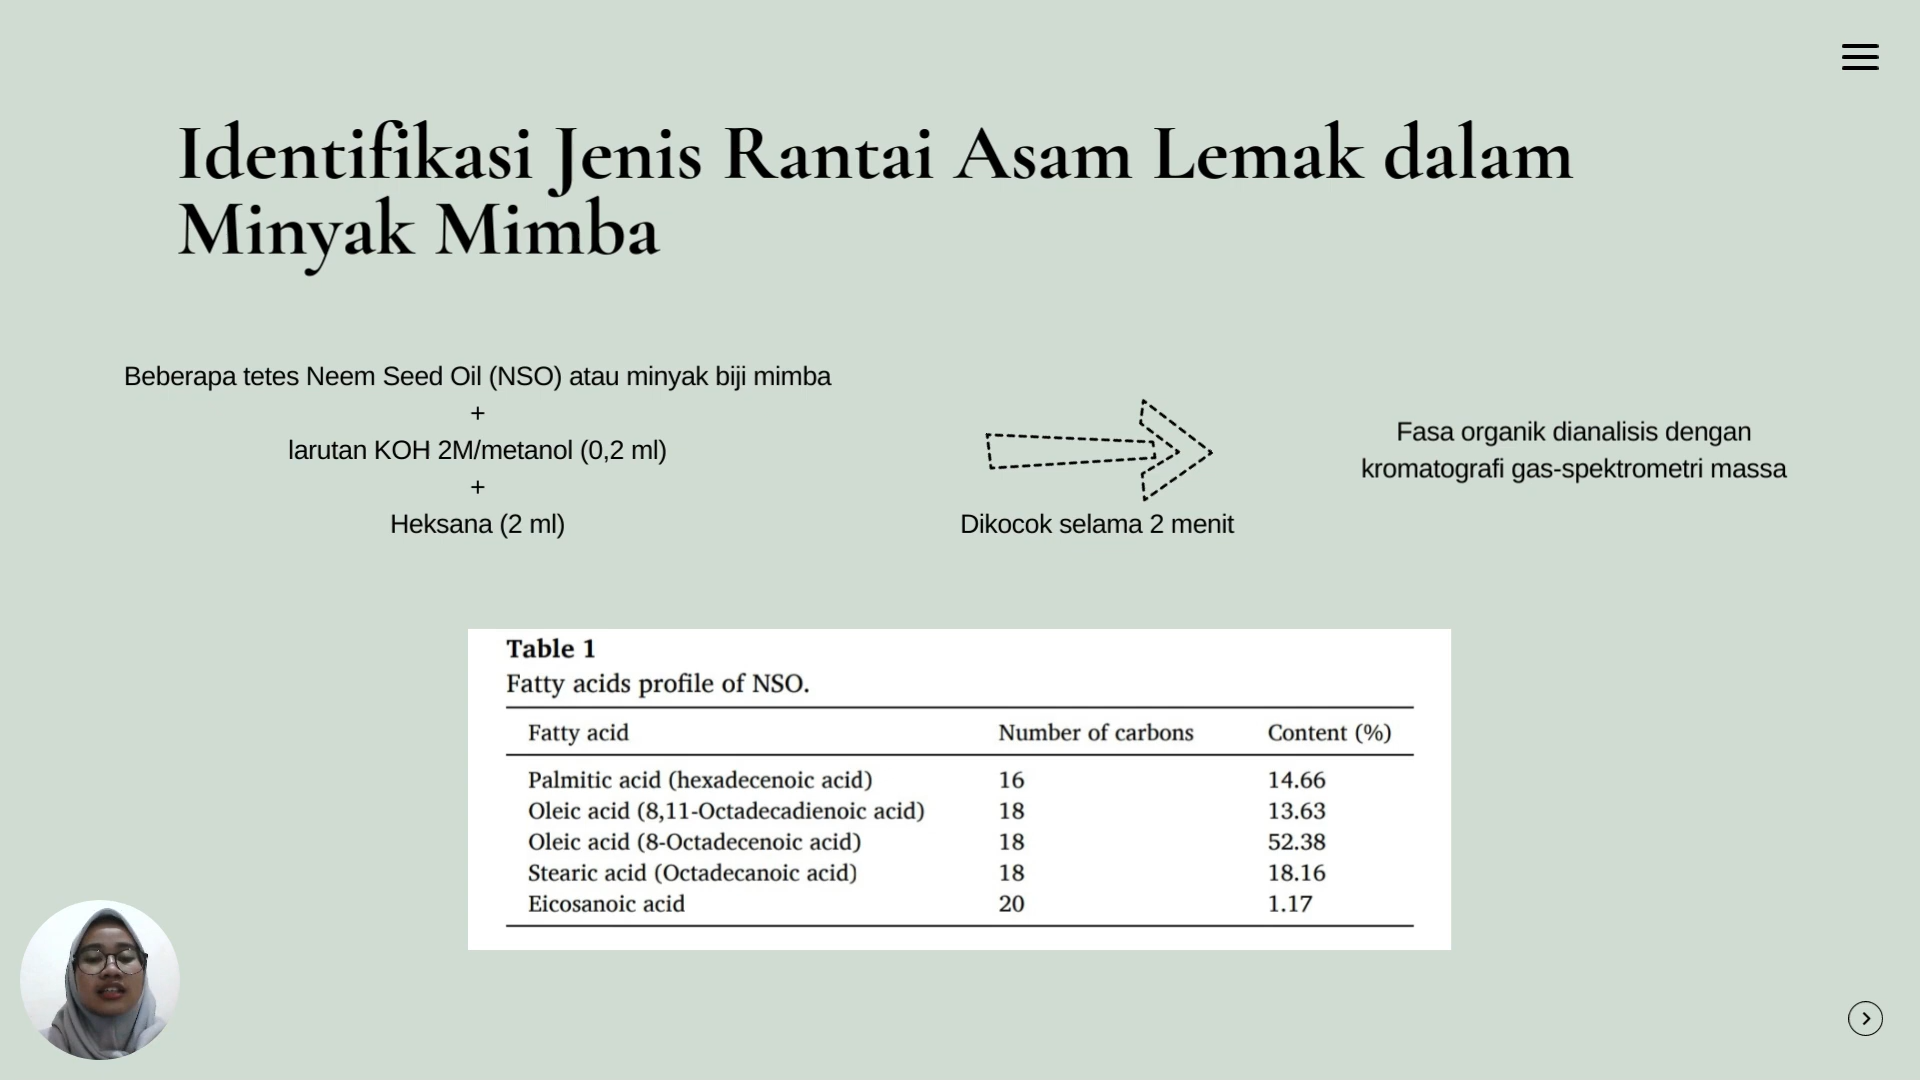 Identifikasi Jenis Rantai Asam Lemak dalam
Minyak Mimba
Beberapa tetes Neem Seed Oil (NSO) atau minyak biji mimba
+
larutan KOH 2M/metanol (0,2 ml)
+
Heksana (2 ml)
Dikocok selama 2 menit
Fasa organik dianalisis dengan
kromatografi gas-spektrometri massa
Table 1
Fatty acids profile of NSO.
Fatty acid Number of carbons Content (%)
Palmitic acid (hexadecenoic acid) 16 14.66
Oleic acid (8,11-Octadecadienoic acid) 18 13.63
Oleic acid (8-Octadecenoic acid) 18 52.38
Stearic acid (Octadecanoic acid) 18 18.16
Eicosanoic acid 20 1.17